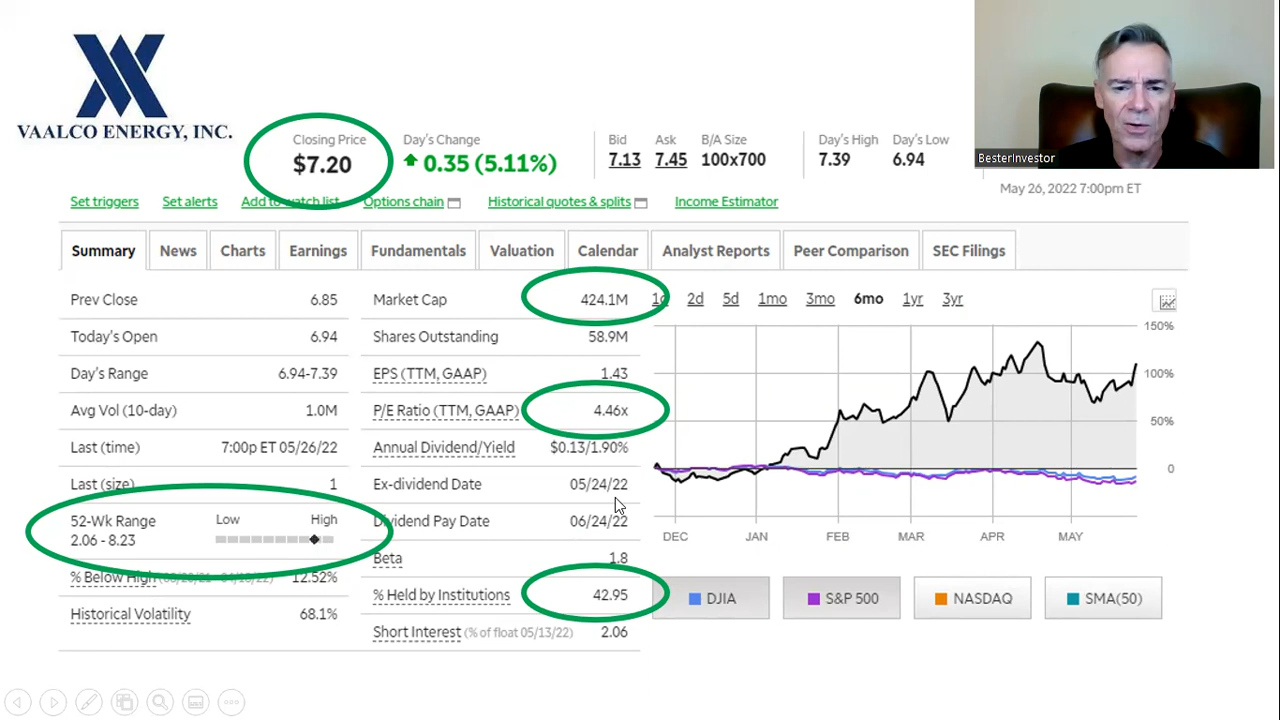 VAALCO ENERGY, INC.
Closing Price
$7.20
Day's Change
0.35 (5.11%)
Bid
7.13
Ask
7.45
B/A Size
100x700
Day's High
7.39
Day's Low
6.94
BesterInvestor
May 26, 2022 7:00pm ET
Set triggers
Set alerts
Add to watch list
Options chain
Historical quotes & splits
Income Estimator
Summary
News
Charts
Earnings
Fundamentals
Valuation
Calendar
Analyst Reports
Peer Comparison
SEC Filings
Prev Close 6.85
Today's Open 6.94
Day's Range 6.94-7.39
Avg Vol (10-day) 1.0M
Last (time) 7:00p ET 05/26/22
Last (size) 1
52-Wk Range
2.06 - 8.23
Low High
% Below High 12.52%
Historical Volatility 68.1%
Market Cap 424.1M
Shares Outstanding 58.9M
EPS (TTM, GAAP) 1.43
P/E Ratio (TTM, GAAP) 4.46x
Annual Dividend/Yield $0.13/1.90%
Ex-dividend Date 05/24/22
Dividend Pay Date 06/24/22
Beta 1.8
% Held by Institutions 42.95
Short Interest (% of float 05/13/22) 2.06
1d 2d 5d 1mo 3mo 6mo 1yr 3yr
150%
100%
50%
0
DEC JAN FEB MAR APR MAY
DJIA
S&P 500
NASDAQ
SMA(50)